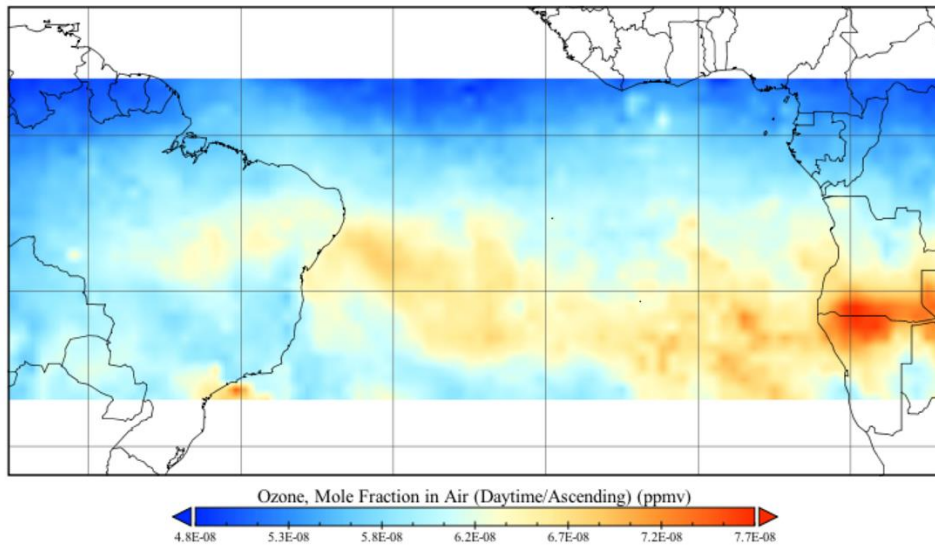 Ozone, Mole Fraction in Air (Daytime/Ascending) (ppmv)
4.8E-08 5.3E-08 5.8E-08 6.2E-08 6.7E-08 7.2E-08 7.7E-08